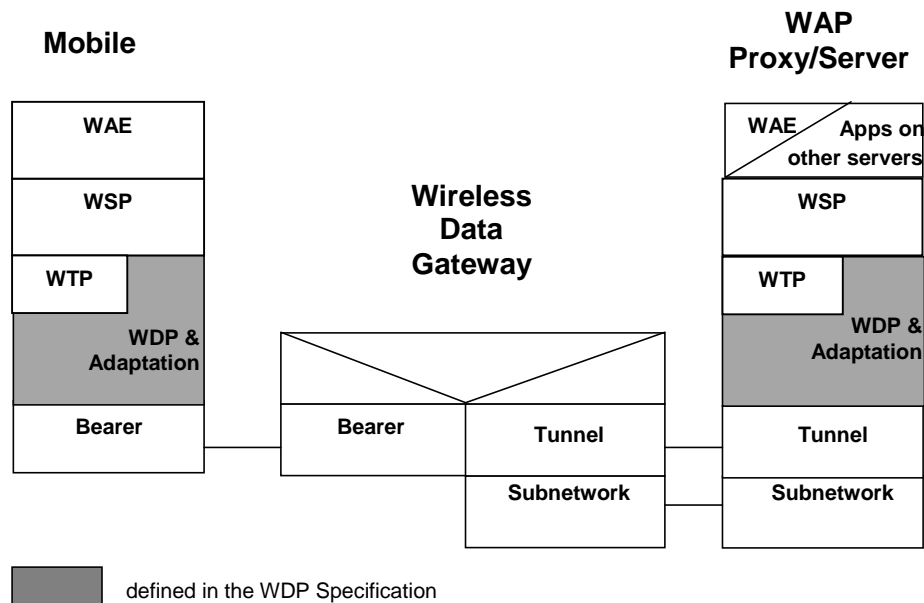 Mobile
WAP
Proxy/Server
WAE
WAE
Apps on
other servers
WSP
Wireless
Data
Gateway
WSP
WTP
WTP
WDP &
Adaptation
WDP &
Adaptation
Bearer
Bearer
Tunnel
Tunnel
Subnetwork
Subnetwork
defined in the WDP Specification